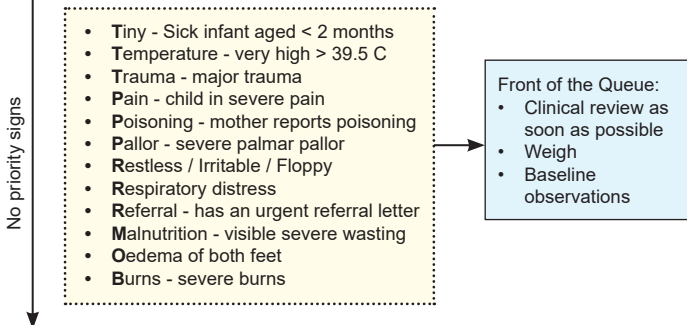 No priority signs
• Tiny - Sick infant aged < 2 months
• Temperature - very high > 39.5 C
• Trauma - major trauma
• Pain - child in severe pain
• Poisoning - mother reports poisoning
• Pallor - severe palmar pallor
• Restless / Irritable / Floppy
• Respiratory distress
• Referral - has an urgent referral letter
• Malnutrition - visible severe wasting
• Oedema of both feet
• Burns - severe burns
Front of the Queue:
• Clinical review as
soon as possible
• Weigh
• Baseline
observations